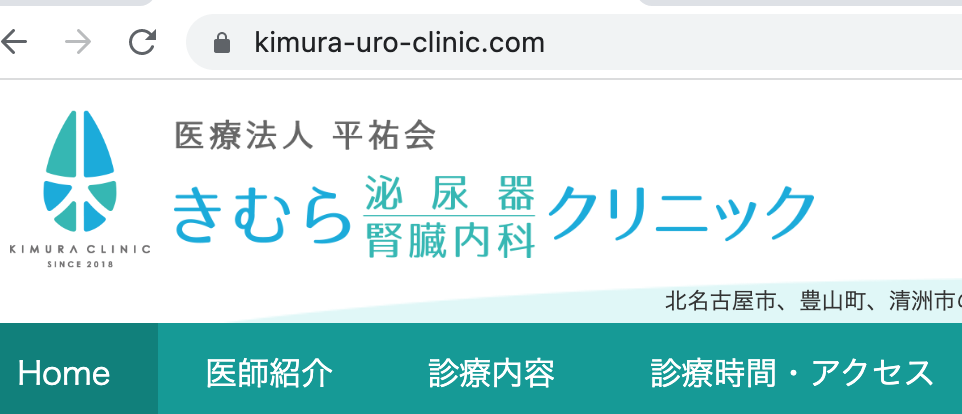 kimura-uro-clinic.com
医療法人 平祐会
きむら泌尿器腎臓内科クリニック
KIMURA CLINIC
SINCE 2018
北名古屋市、豊山町、清洲市の
Home 医師紹介 診療内容 診療時間・アクセス